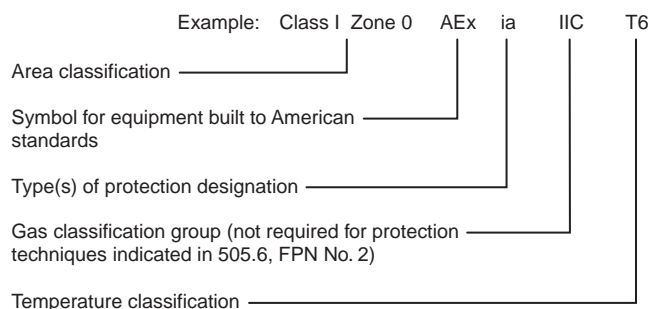 Example: Class I Zone 0 AEx ia IIC T6
Area classification
Symbol for equipment built to American
standards
Type(s) of protection designation
Gas classification group (not required for protection
techniques indicated in 505.6, FPN No. 2)
Temperature classification